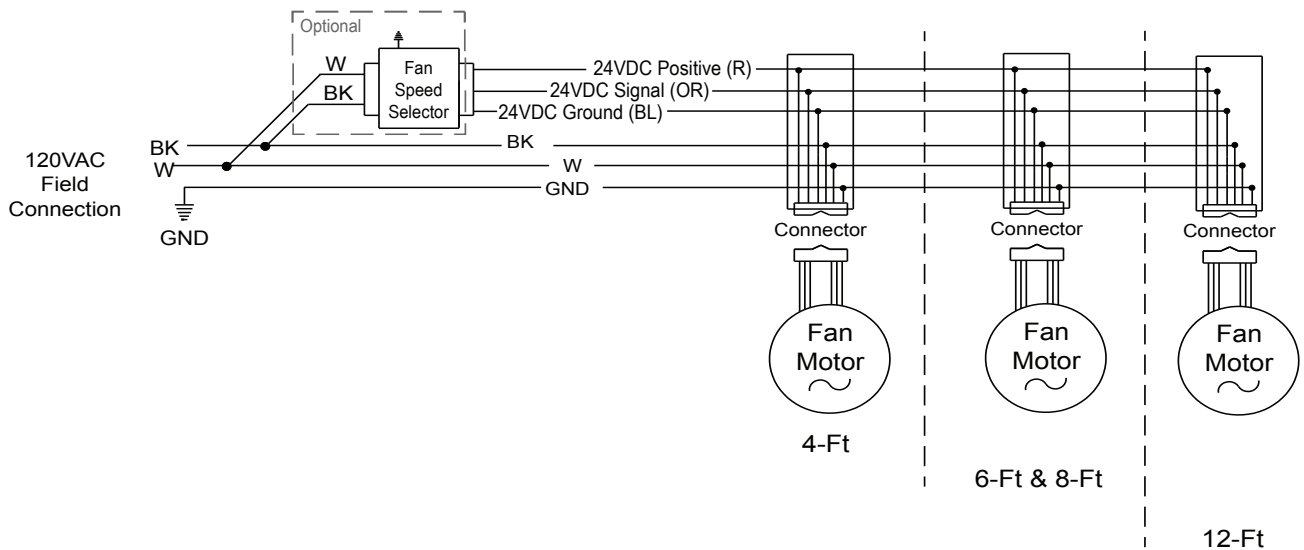 Optional
W
BK
Fan
Speed
Selector
24VDC Positive (R)
24VDC Signal (OR)
24VDC Ground (BL)
120VAC
Field
Connection
BK
W
GND
BK
W
GND
Connector
Connector
Connector
Fan
Motor
Fan
Motor
Fan
Motor
4-Ft
6-Ft & 8-Ft
12-Ft